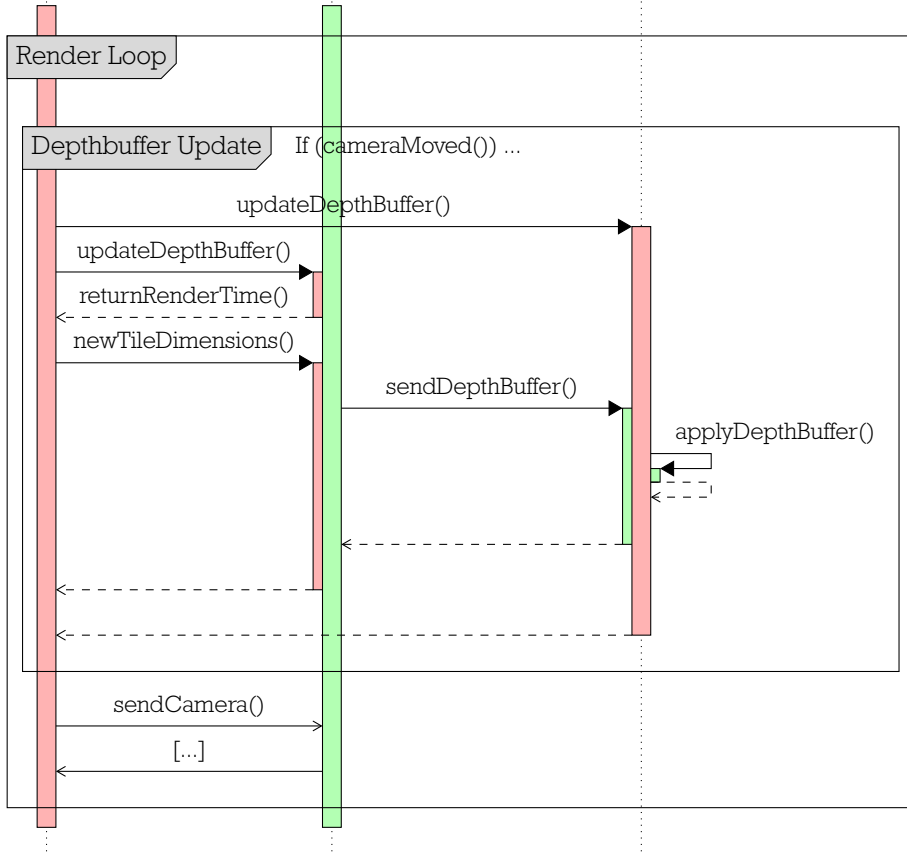 Render Loop
Depthbuffer Update If (cameraMoved()) ...
updateDepthBuffer()
updateDepthBuffer()
returnRenderTime()
newTileDimensions()
sendDepthBuffer()
applyDepthBuffer()
sendCamera()
[...]